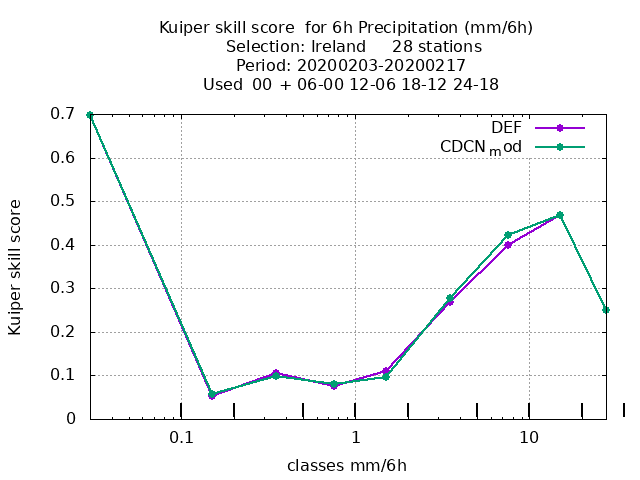 Kuiper skill score  for 6h Precipitation (mm/6h)
Selection: Ireland     28 stations
Period: 20200203-20200217
Used  00  + 06-00 12-06 18-12 24-18
DEF
CDCN_mod
Kuiper skill score
0.7
0.6
0.5
0.4
0.3
0.2
0.1
0
0.1 1 10
classes mm/6h